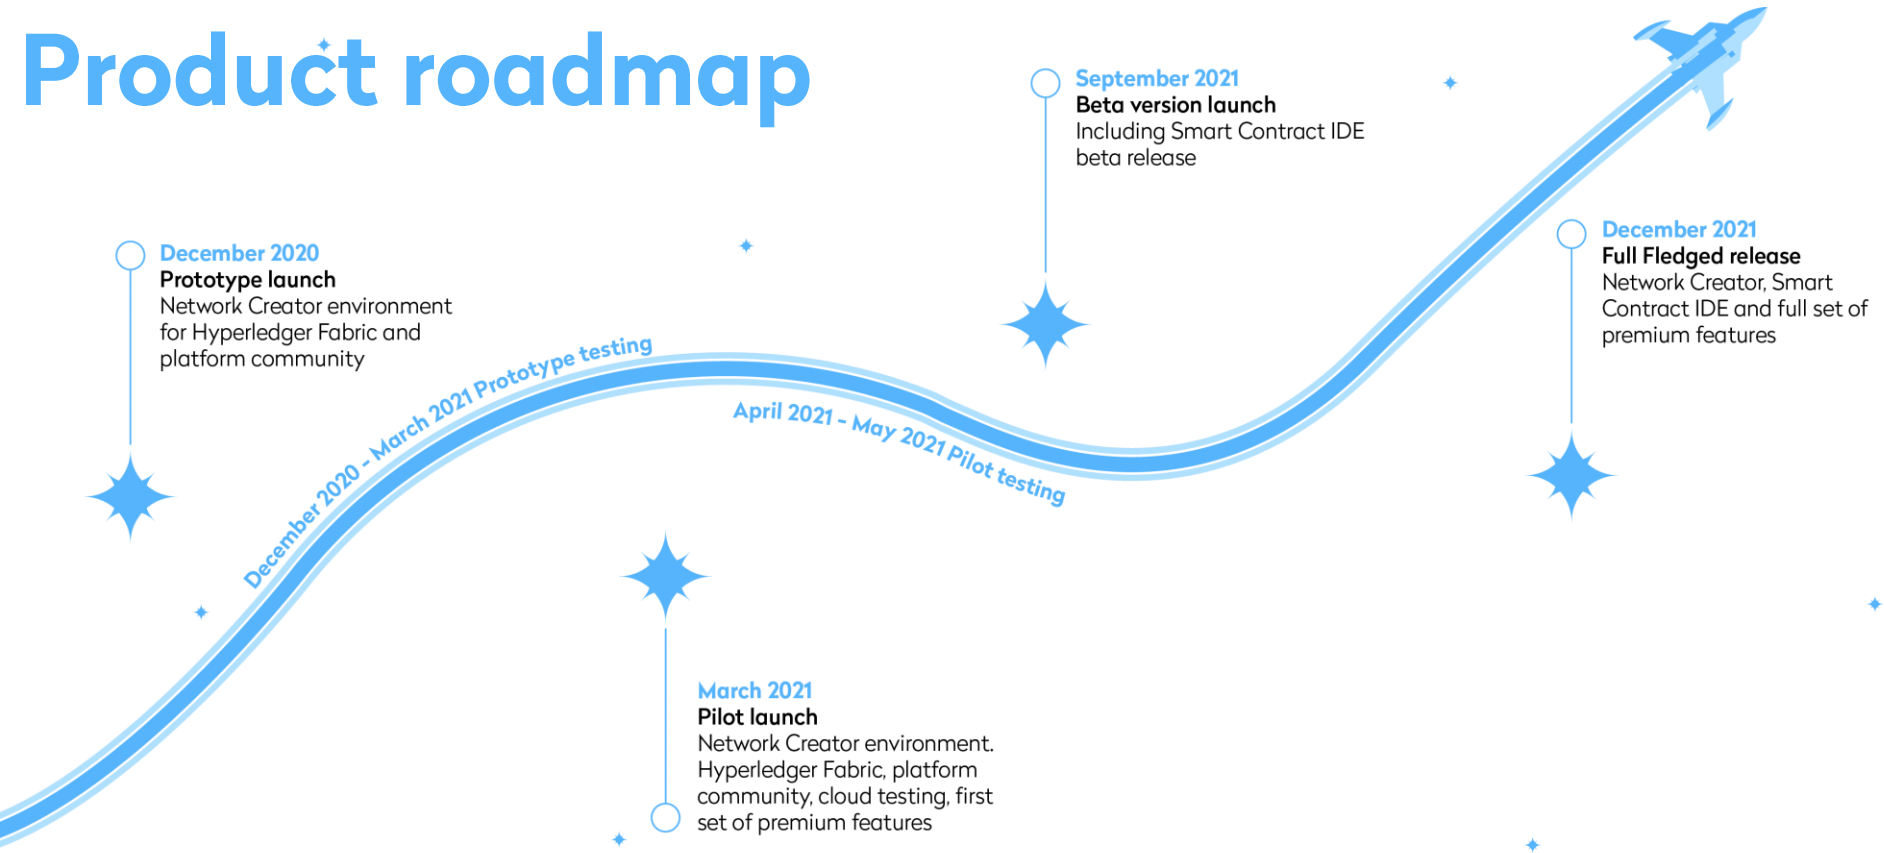 Product roadmap
December 2020
Prototype launch
Network Creator environment
for Hyperledger Fabric and
platform community
December 2020 - March 2021 Prototype testing
March 2021
Pilot launch
Network Creator environment.
Hyperledger Fabric, platform
community, cloud testing, first
set of premium features
April 2021 - May 2021 Pilot testing
September 2021
Beta version launch
Including Smart Contract IDE
beta release
December 2021
Full Fledged release
Network Creator, Smart
Contract IDE and full set of
premium features